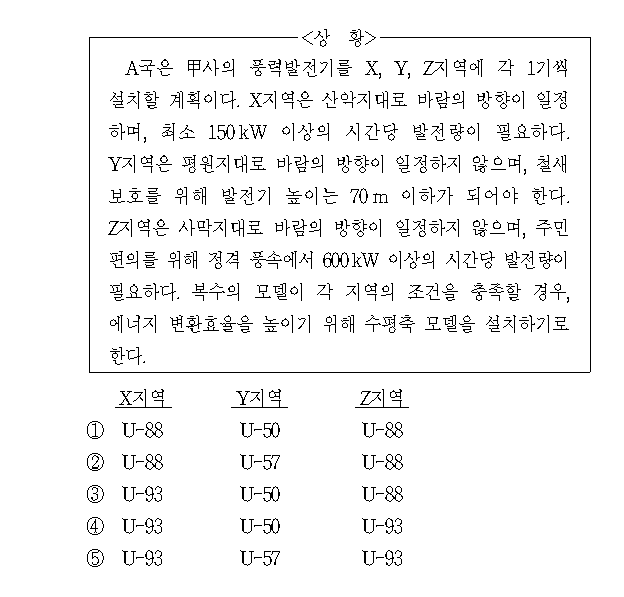 <상 황>
A국은 甲사의 풍력발전기를 X, Y, Z지역에 각 1기씩
설치할 계획이다. X지역은 산악지대로 바람의 방향이 일정
하며, 최소 150kW 이상의 시간당 발전량이 필요하다.
Y지역은 평원지대로 바람의 방향이 일정하지 않으며, 철새
보호를 위해 발전기 높이는 70m 이하가 되어야 한다.
Z지역은 사막지대로 바람의 방향이 일정하지 않으며, 주민
편의를 위해 정격 풍속에서 600kW 이상의 시간당 발전량이
필요하다. 복수의 모델이 각 지역의 조건을 충족할 경우,
에너지 변환효율을 높이기 위해 수평축 모델을 설치하기로
한다.
X지역 Y지역 Z지역
① U-88 U-50 U-88
② U-88 U-57 U-88
③ U-93 U-50 U-88
④ U-93 U-50 U-93
⑤ U-93 U-57 U-93